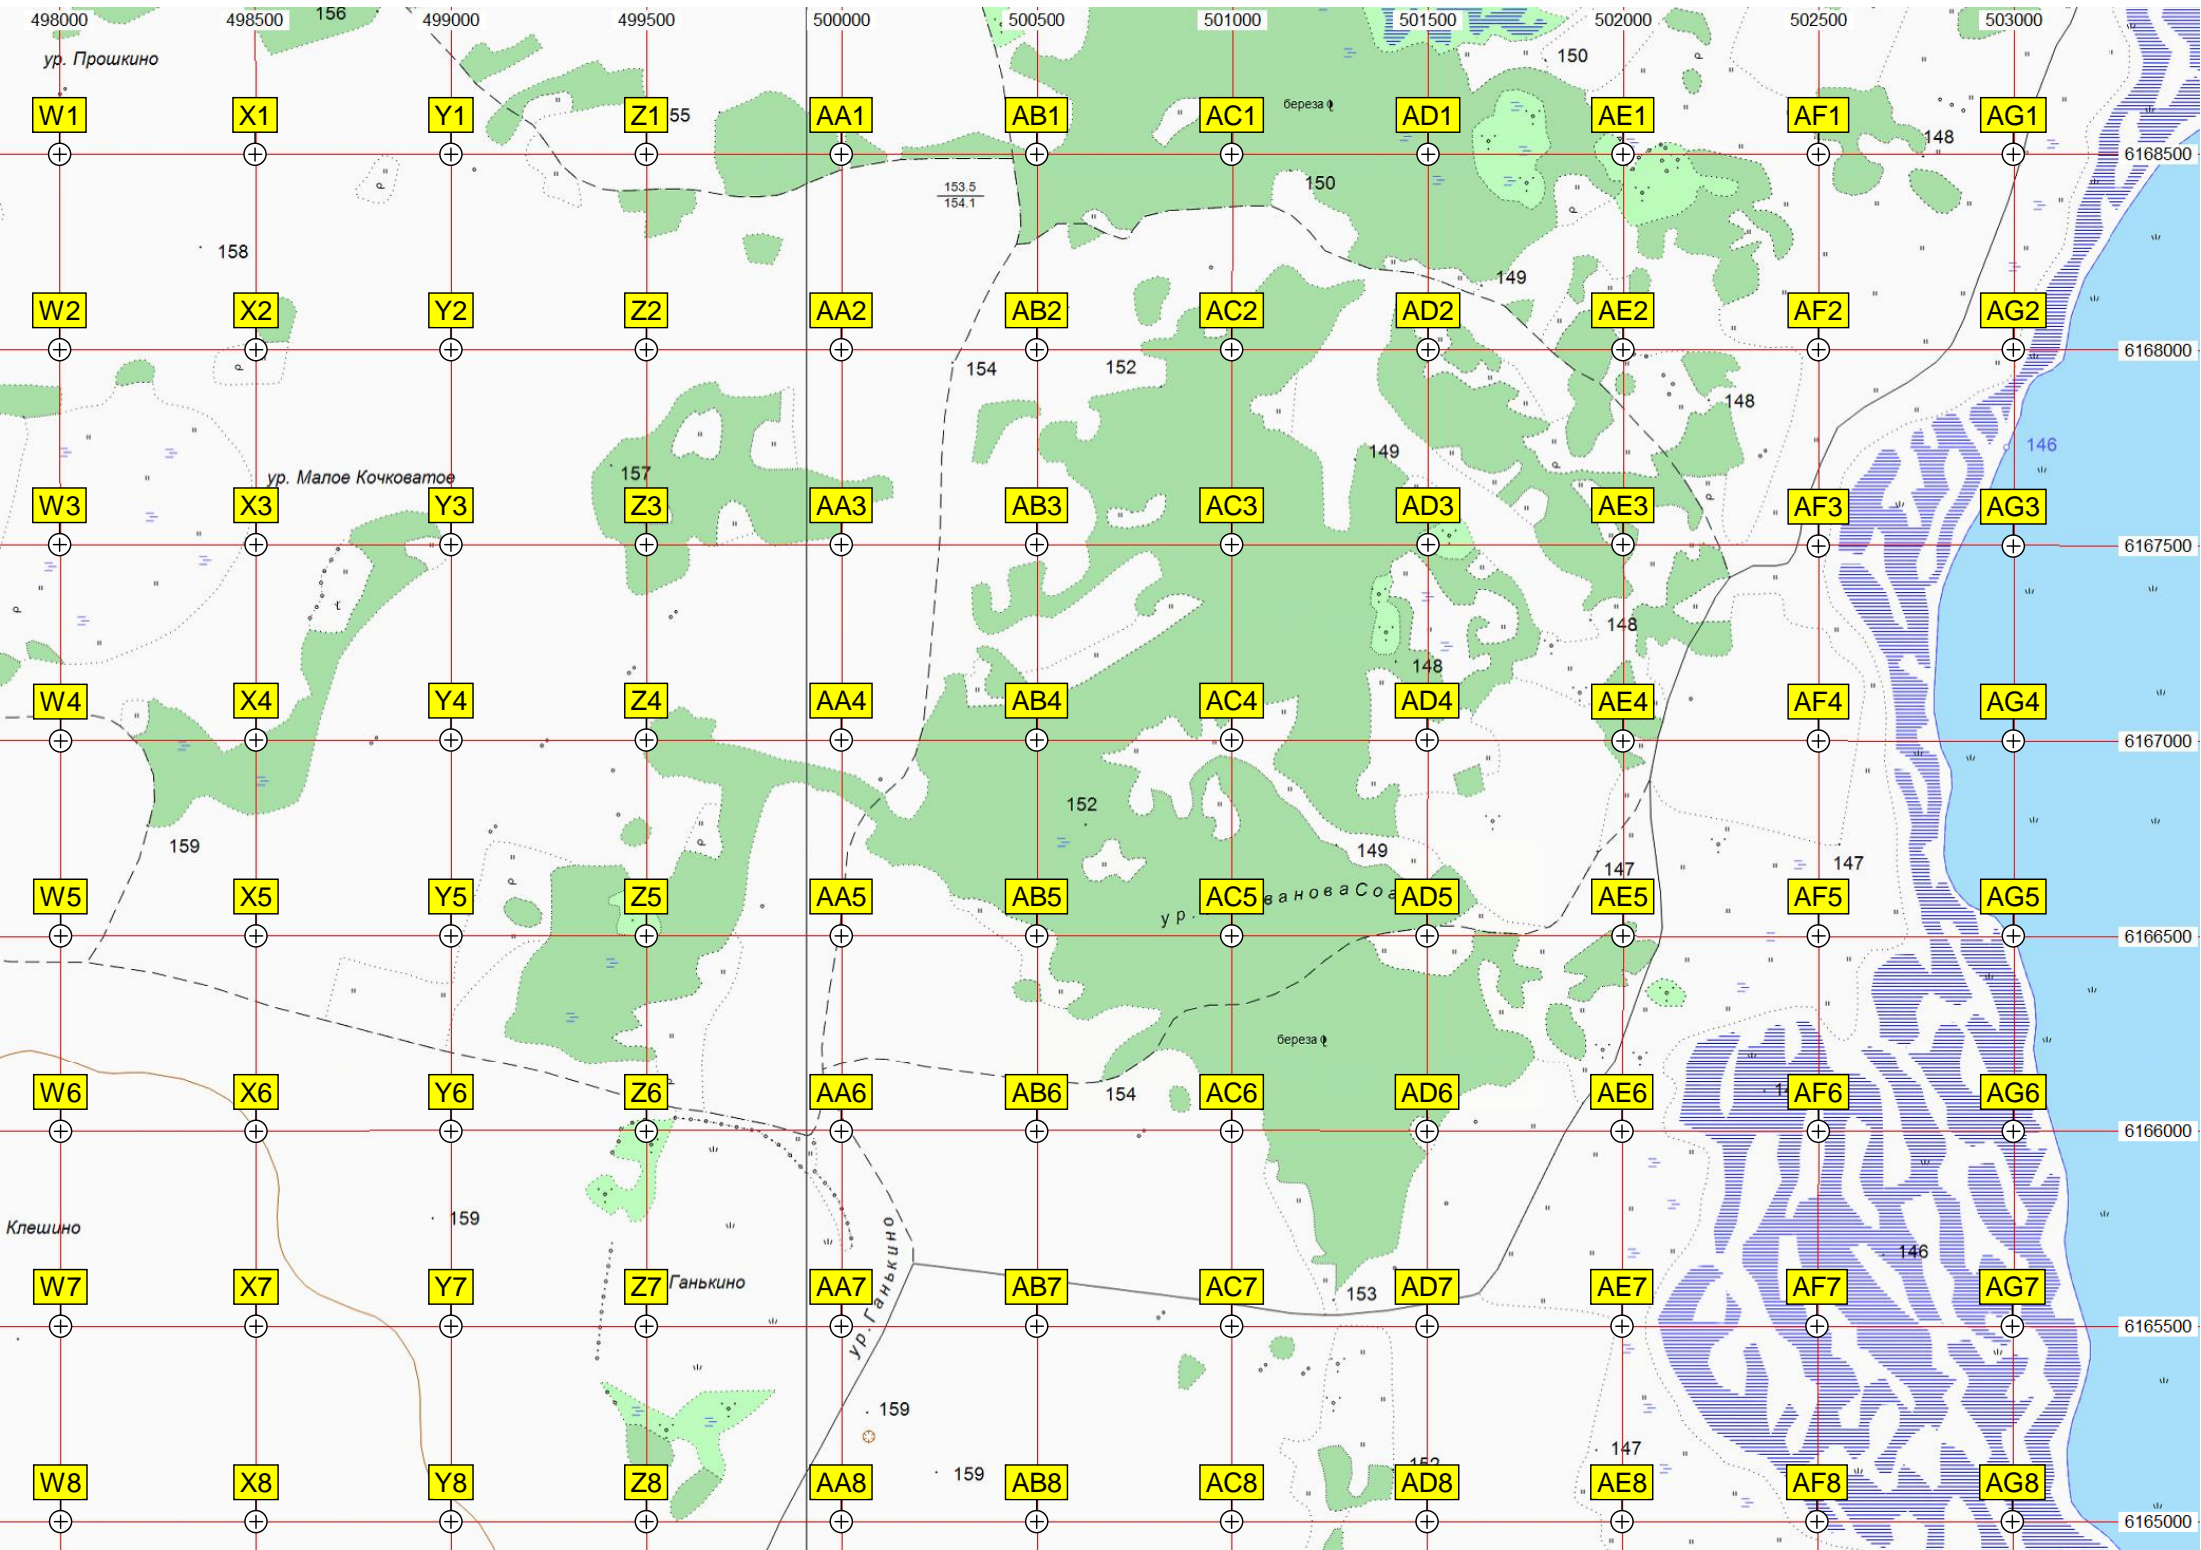 156
498000 498500 499000 499500 500000 500500 501000 501500 502000 502500 503000
ур. Прошкино
150
береза
W1 X1 Y1 Z1 55 AA1 AB1 AC1 AD1 AE1 AF1 AG1
148
6168500
150
153.5
154.1
158
149
W2 X2 Y2 Z2 AA2 AB2 AC2 AD2 AE2 AF2 AG2
6168000
154 152
148
149 146
157
ур. Малое Кочковатое
W3 X3 Y3 Z3 AA3 AB3 AC3 AD3 AE3 AF3 AG3
6167500
148
148
W4 X4 Y4 Z4 AA4 AB4 AC4 AD4 AE4 AF4 AG4
6167000
152
159 149 147 147
W5 X5 Y5 Z5 AA5 AB5 AC5 AD5 AE5 AF5 AG5
ур.
6166500
береза
154
W6 X6 Y6 Z6 AA6 AB6 AC6 AD6 AE6 AF6 AG6
6166000
159
Клешино
146
ур. Ганькино
Ганькино
153
W7 X7 Y7 Z7 AA7 AB7 AC7 AD7 AE7 AF7 AG7
6165500
159
147
159
W8 X8 Y8 Z8 AA8 AB8 AC8 AD8 AE8 AF8 AG8
6165000